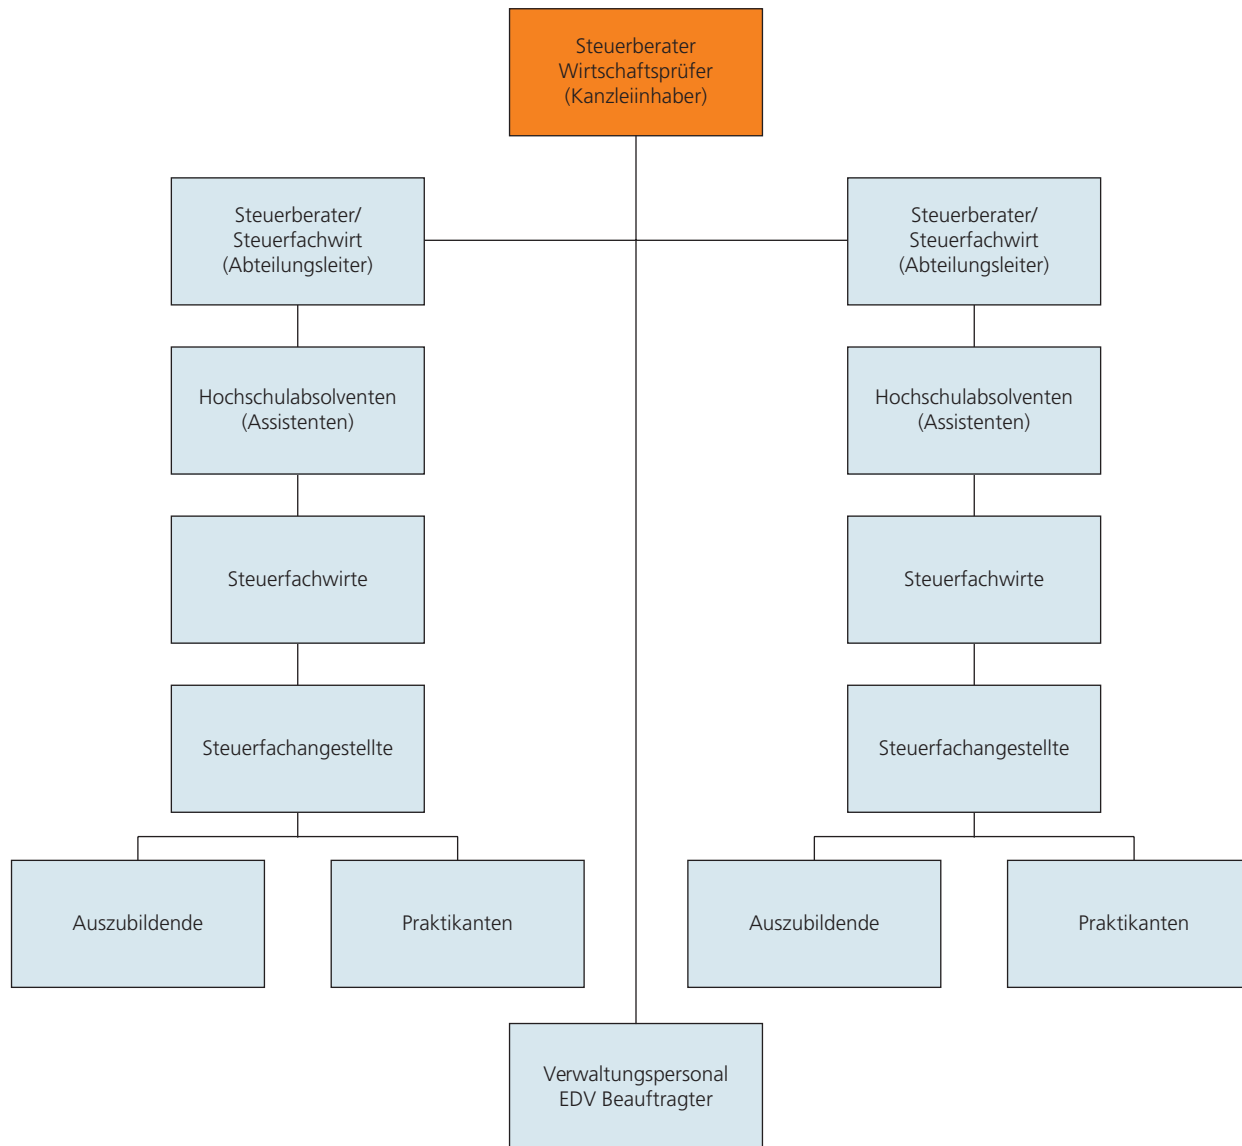 Steuerberater
Wirtschaftsprüfer
(Kanzleiinhaber)
Steuerberater/
Steuerfachwirt
(Abteilungsleiter)
Steuerberater/
Steuerfachwirt
(Abteilungsleiter)
Hochschulabsolventen
(Assistenten)
Hochschulabsolventen
(Assistenten)
Steuerfachwirte
Steuerfachwirte
Steuerfachangestellte
Steuerfachangestellte
Auszubildende
Praktikanten
Auszubildende
Praktikanten
Verwaltungspersonal
EDV Beauftragter